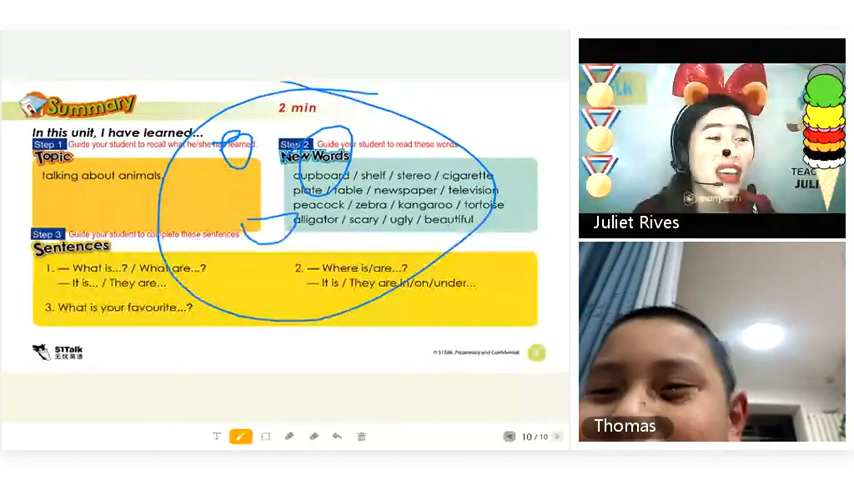 Summary
2 min
In this unit, I have learned...
Step 1 Guide your student to recall what he/she has learned.
Topic
talking about animals.
Step 2 Guide your student to read these words
New Words
cupboard / shelf / stereo / cigarette
plate / table / newspaper / television
peacock / zebra / kangaroo / tortoise
alligator / scary / ugly / beautiful
Step 3 Guide your student to complete these sentences
Sentences
1. — What is...? / What are...?
— It is... / They are...
2. — Where is/are...?
— It is / They are in/on/under...
3. What is your favourite...?
51Talk
无忧英语
© 51Talk. Proprietary and Confidential
T
10 / 10
alk
TEAC
JULI
manycam
Juliet Rives
Thomas